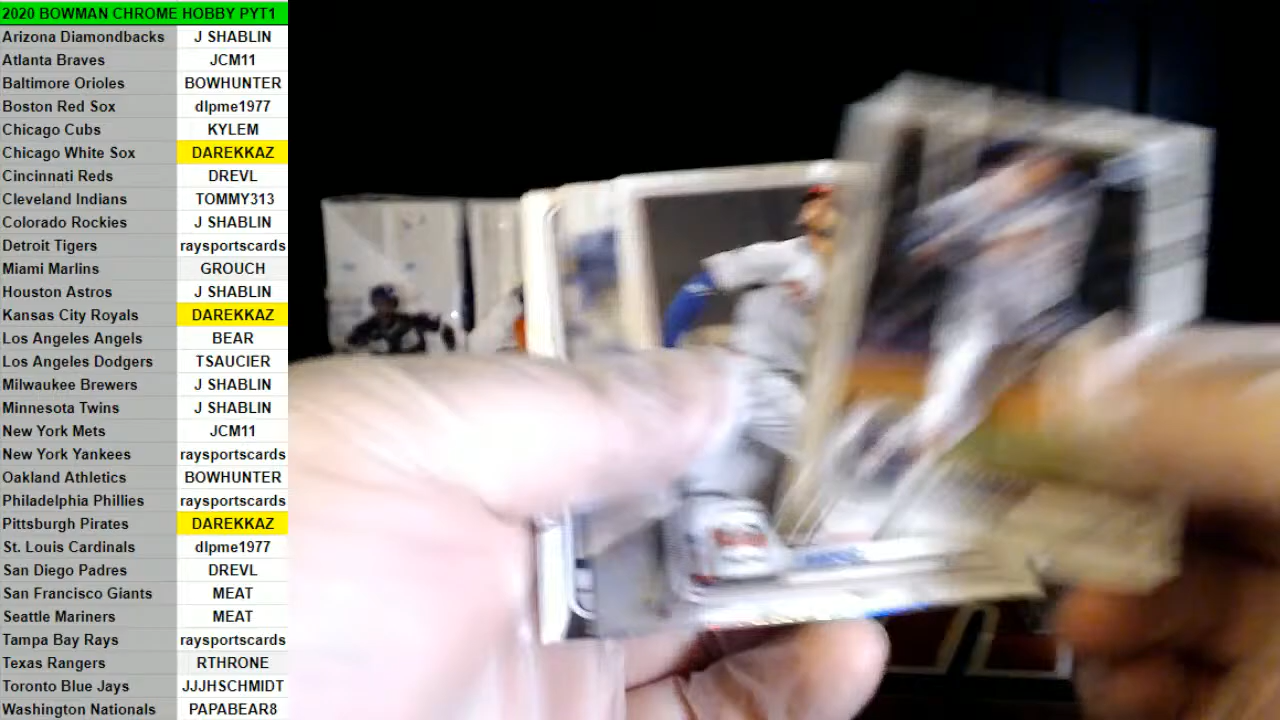 2020 BOWMAN CHROME HOBBY PYT1
Arizona Diamondbacks J SHABLIN
Atlanta Braves JCM11
Baltimore Orioles BOWHUNTER
Boston Red Sox dlpme1977
Chicago Cubs KYLEM
Chicago White Sox DAREKKAZ
Cincinnati Reds DREVL
Cleveland Indians TOMMY313
Colorado Rockies J SHABLIN
Detroit Tigers raysportscards
Miami Marlins GROUCH
Houston Astros J SHABLIN
Kansas City Royals DAREKKAZ
Los Angeles Angels BEAR
Los Angeles Dodgers TSAUCIER
Milwaukee Brewers J SHABLIN
Minnesota Twins J SHABLIN
New York Mets JCM11
New York Yankees raysportscards
Oakland Athletics BOWHUNTER
Philadelphia Phillies raysportscards
Pittsburgh Pirates DAREKKAZ
St. Louis Cardinals dlpme1977
San Diego Padres DREVL
San Francisco Giants MEAT
Seattle Mariners MEAT
Tampa Bay Rays raysportscards
Texas Rangers RTHRONE
Toronto Blue Jays JJJHSCHMIDT
Washington Nationals PAPABEAR8